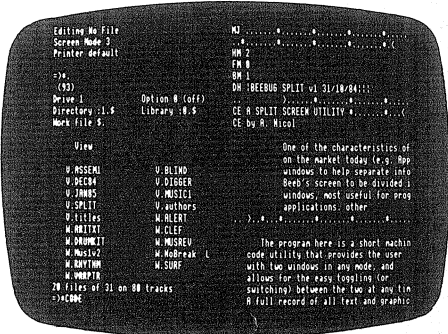 Editing No File
Screen Mode 3
Printer default
=>*.
(93)
Drive 1 Option 0 (off)
Directory :1.$ Library :0.$
Work file $.
View
V.ASSEM1 V.BLIND
V.DEC84 V.DIGGER
V.JAN85 V.MUSIC1
V.SPLIT V.authors
V.titles W.ALERT
W.ARITXT W.CLEF
W.DRUMKIT W.MUSREV
W.Muslv2 W.NoBreak L
W.RHYTHM W.SURF
W.WRRPTR
20 files of 31 on 80 tracks
=>*CODE
MJ .......*.......*.......*.......*....
..*.......*.......*.......*.......*.(
HM 2
FM 0
BM 1
DH :BEEBUG SPLIT v1 31/10/84:::
.........>......*.......*.......*....
CE A SPLIT SCREEN UTILITY *.......*...(
CE by A. Nicol
One of the characteristics of
on the market today (e.g. App
windows to help separate info
Beeb's screen to be divided i
windows, most useful for prog
applications. other
...>..*.......*.......*.......*.......*....
The program here is a short machin
code utility that provides the user
with two windows in any mode, and
allows for the easy toggling (or
switching) between the two at any tim
A full record of all text and graphic